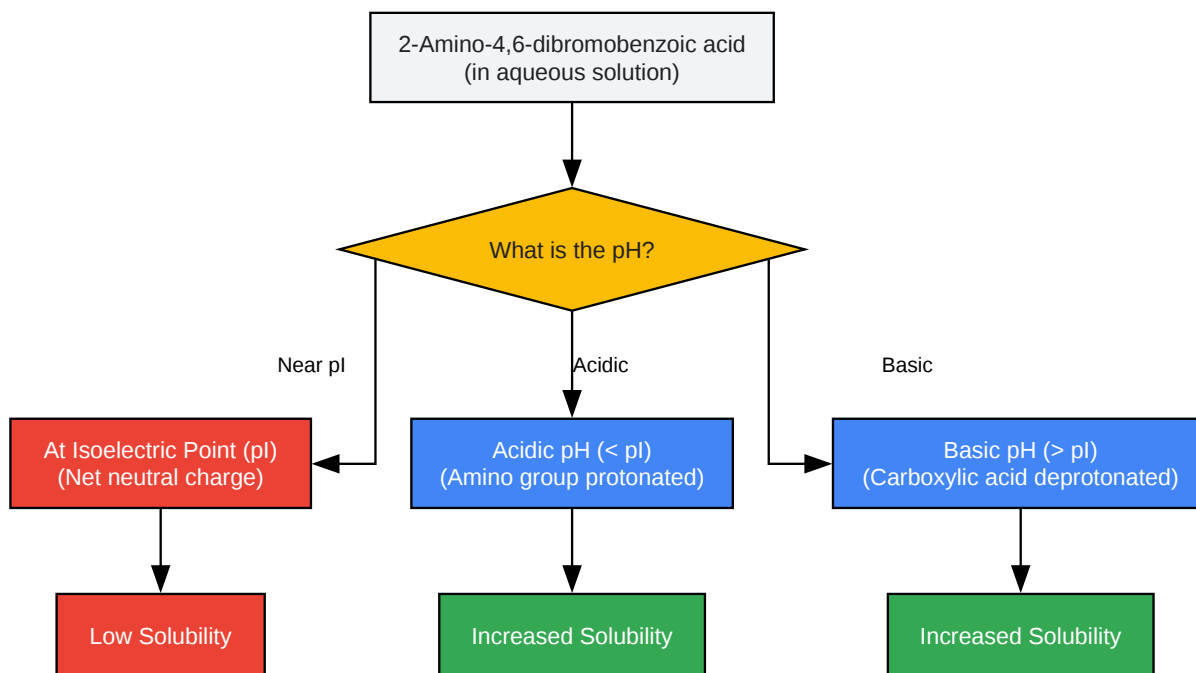 2-Amino-4,6-dibromobenzoic acid
(in aqueous solution)
What is the pH?
Near pI
Acidic
Basic
At Isoelectric Point (pI)
(Net neutral charge)
Acidic pH (< pI)
(Amino group protonated)
Basic pH (> pI)
(Carboxylic acid deprotonated)
Low Solubility
Increased Solubility
Increased Solubility